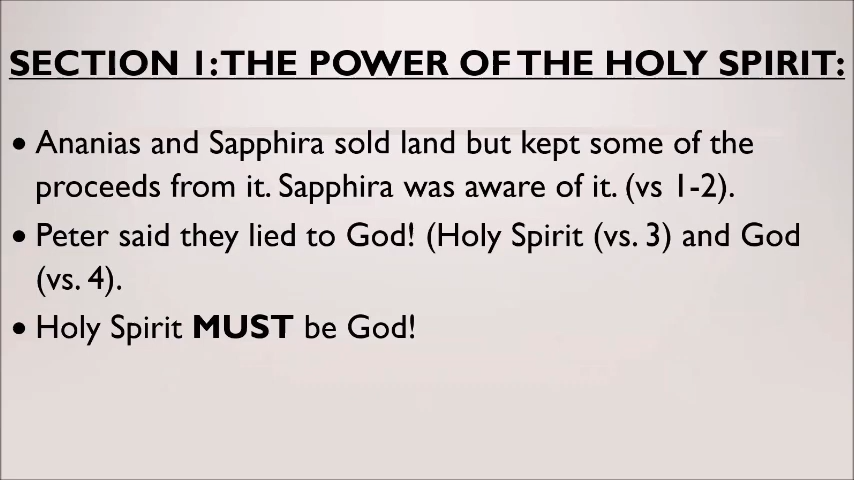 SECTION 1: THE POWER OF THE HOLY SPIRIT:
• Ananias and Sapphira sold land but kept some of the
proceeds from it. Sapphira was aware of it. (vs 1-2).
• Peter said they lied to God! (Holy Spirit (vs. 3) and God
(vs. 4).
• Holy Spirit MUST be God!